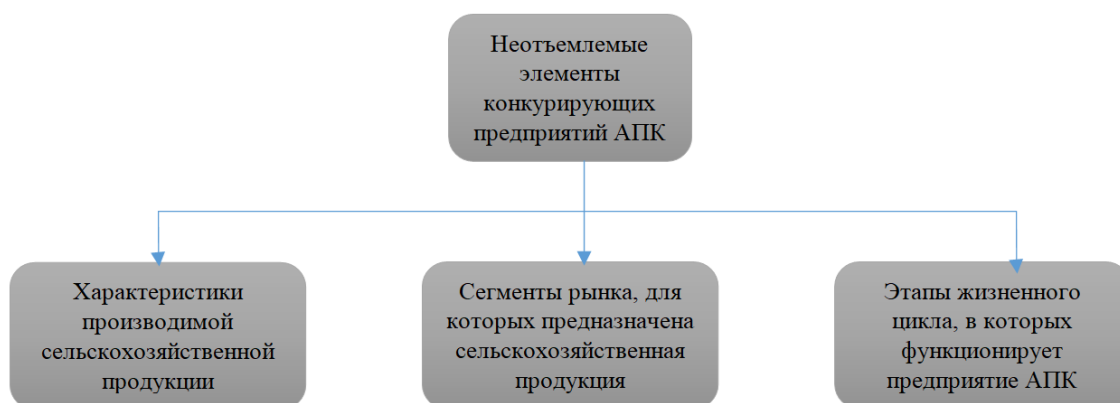 Неотъемлемые
элементы
конкурирующих
предприятий АПК
Характеристики
производимой
сельскохозяйственной
продукции
Сегменты рынка, для
которых предназначена
сельскохозяйственная
продукция
Этапы жизненного
цикла, в которых
функционирует
предприятие АПК